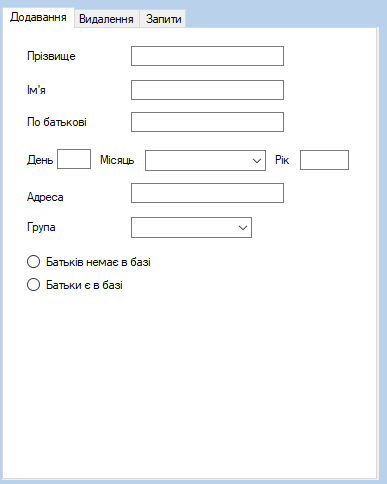 Додавання Видалення Запити
Прізвище
Ім'я
По батькові
День Місяць Рік
Адреса
Група
Батьків немає в базі
Батьки є в базі